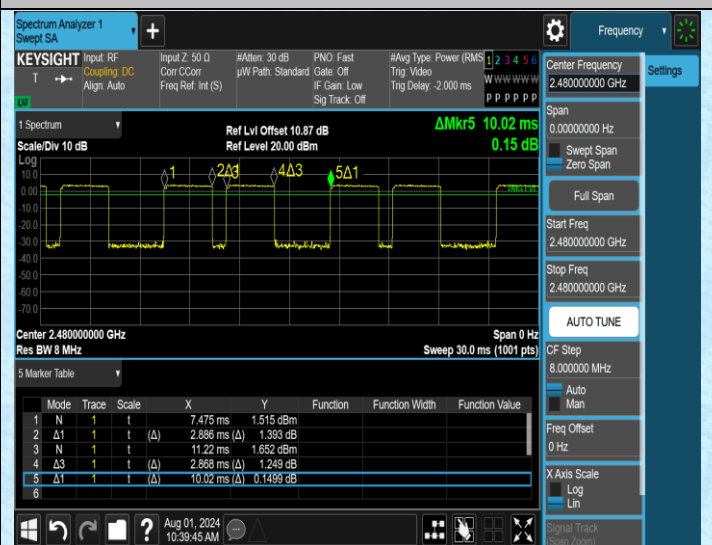 Spectrum Analyzer 1
Swept SA
+
Frequency
KEYSIGHT
Input: RF
Coupling: DC
Align: Auto
Input Z: 50 Ω
Corr CCorr
Freq Ref: Int (S)
#Atten: 30 dB
µW Path: Standard
PNO: Fast
Gate: Off
IF Gain: Low
Sig Track: Off
#Avg Type: Power (RMS
Trig: Video
Trig Delay: -2.000 ms
1 2 3 4 5 6
W W W W W W
P P P P P P
T
LXI
1 Spectrum
Scale/Div 10 dB
Ref Lvl Offset 10.87 dB
Ref Level 20.00 dBm
ΔMkr5 10.02 ms
0.15 dB
Log
10.0
0.00
-10.0
-20.0
-30.0
-40.0
-50.0
-60.0
-70.0
1
2Δ1
3
4Δ3
5Δ1
Center 2.480000000 GHz
Span 0 Hz
Res BW 8 MHz
Sweep 30.0 ms (1001 pts)
5 Marker Table
Mode Trace Scale X Y Function Function Width Function Value
1 N 1 t 7.475 ms 1.515 dBm
2 Δ1 1 t (Δ) 2.886 ms (Δ) 1.393 dB
3 N 1 t 11.22 ms 1.652 dBm
4 Δ3 1 t (Δ) 2.868 ms (Δ) 1.249 dB
5 Δ1 1 t (Δ) 10.02 ms (Δ) 0.1499 dB
6
?
Aug 01, 2024
10:39:45 AM
Center Frequency
2.480000000 GHz
Settings
Span
0.00000000 Hz
Swept Span
Zero Span
Full Span
Start Freq
2.480000000 GHz
Stop Freq
2.480000000 GHz
AUTO TUNE
CF Step
8.000000 MHz
Auto
Man
Freq Offset
0 Hz
X Axis Scale
Log
Lin
Signal Track
(Span Zoom)